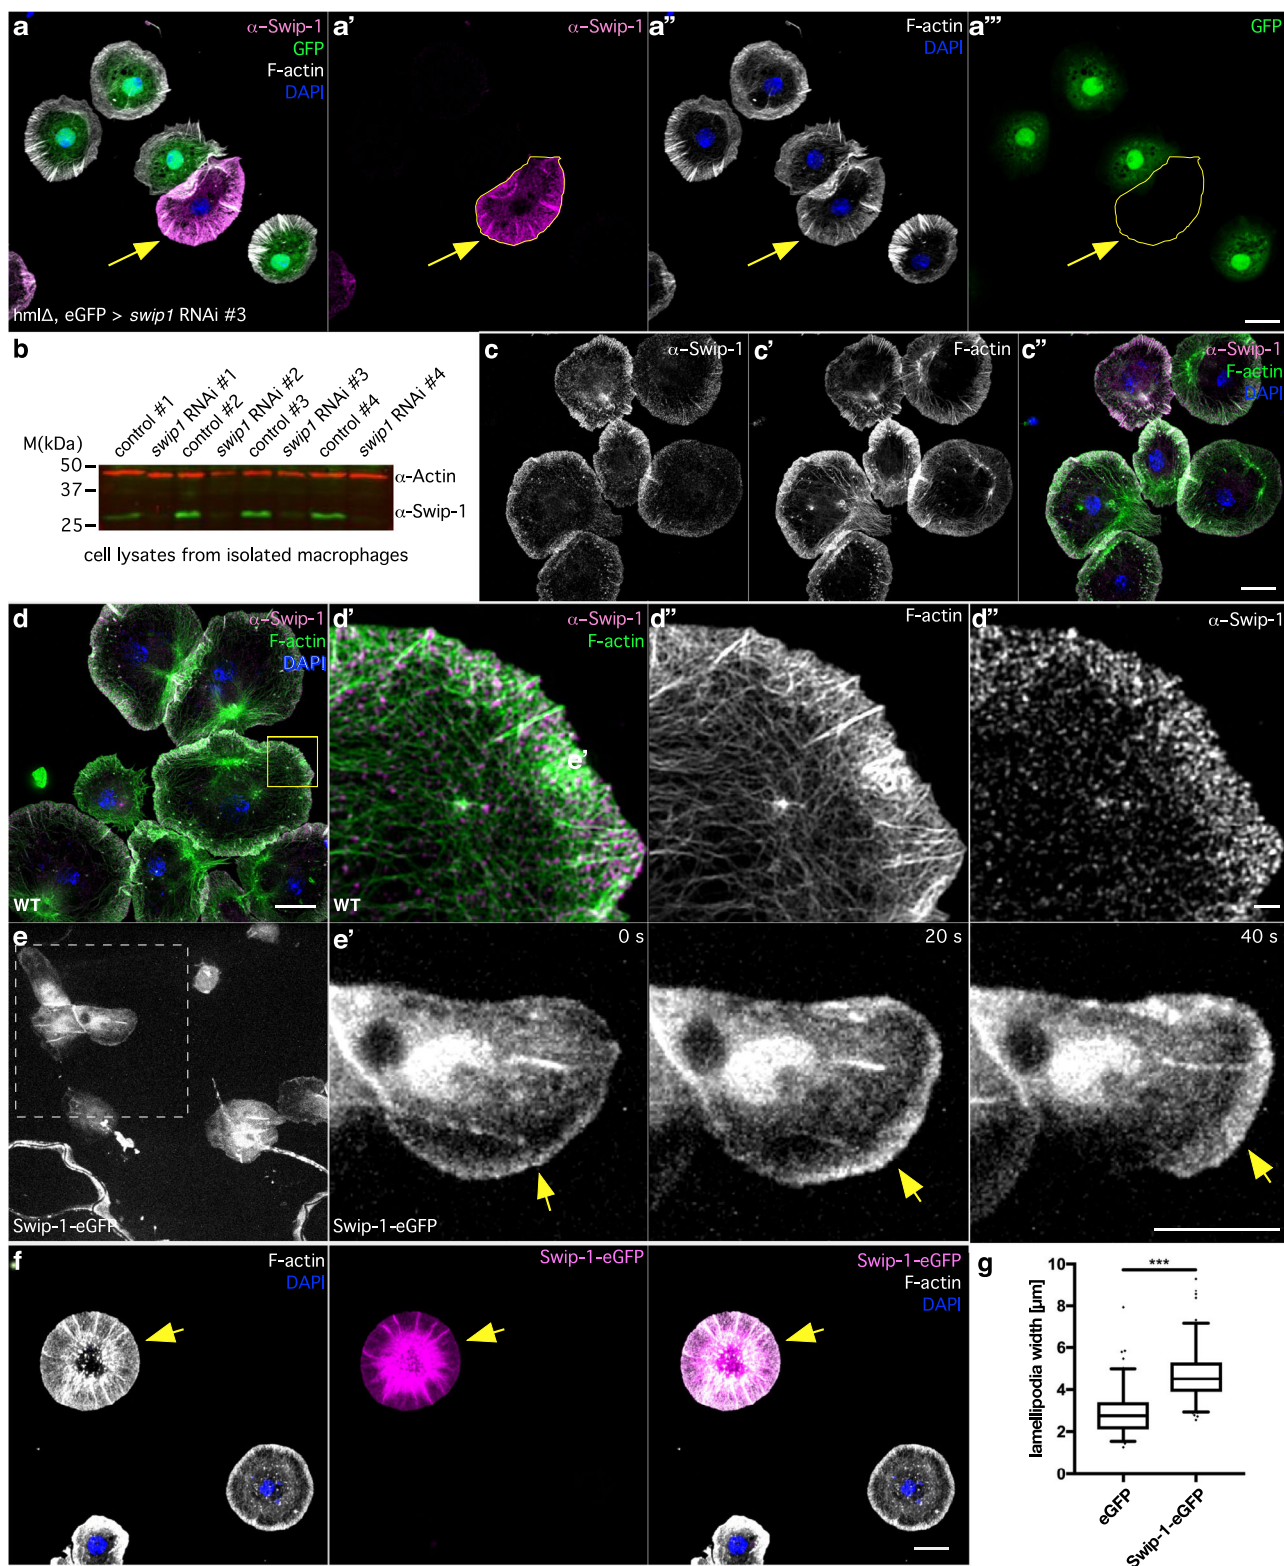 a
α-Swip-1
GFP
F-actin
DAPI
hmlΔ, eGFP > swip1 RNAi #3
a'
α-Swip-1
a''
F-actin
DAPI
a'''
GFP
b
control #1
swip1 RNAi #1
control #2
swip1 RNAi #2
control #3
swip1 RNAi #3
control #4
swip1 RNAi #4
M(kDa)
50
37
25
α-Actin
α-Swip-1
cell lysates from isolated macrophages
c
α-Swip-1
c'
F-actin
c''
α-Swip-1
F-actin
DAPI
d
α-Swip-1
F-actin
DAPI
WT
d'
α-Swip-1
F-actin
e'
WT
d''
F-actin
d'''
α-Swip-1
e
Swip-1-eGFP
e'
0 s
Swip-1-eGFP
20 s
40 s
f
F-actin
DAPI
Swip-1-eGFP
Swip-1-eGFP
F-actin
DAPI
g
lamellipodia width [µm]
10
8
6
4
2
0
***
eGFP
Swip-1-eGFP